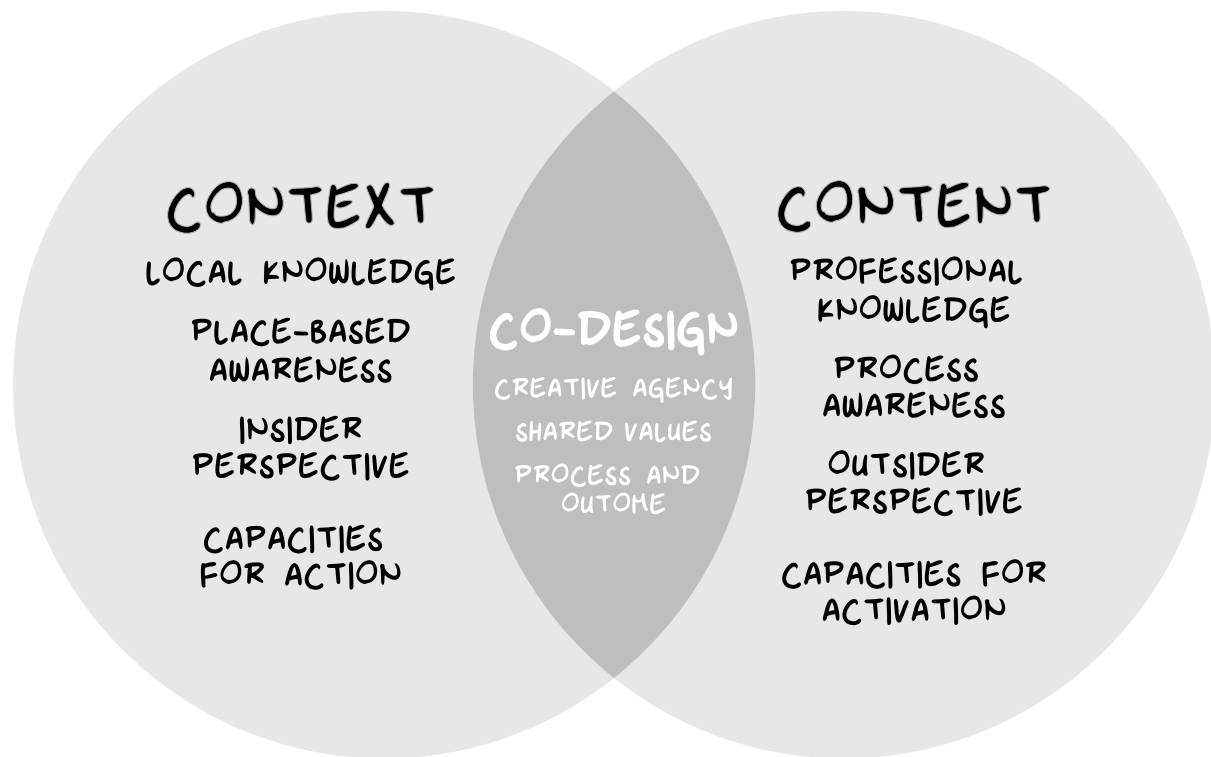 CONTEXT
LOCAL KNOWLEDGE
PLACE-BASED
AWARENESS
INSIDER
PERSPECTIVE
CAPACITIES
FOR ACTION
CO-DESIGN
CREATIVE AGENCY
SHARED VALUES
PROCESS AND
OUTOME
CONTENT
PROFESSIONAL
KNOWLEDGE
PROCESS
AWARENESS
OUTSIDER
PERSPECTIVE
CAPACITIES FOR
ACTIVATION